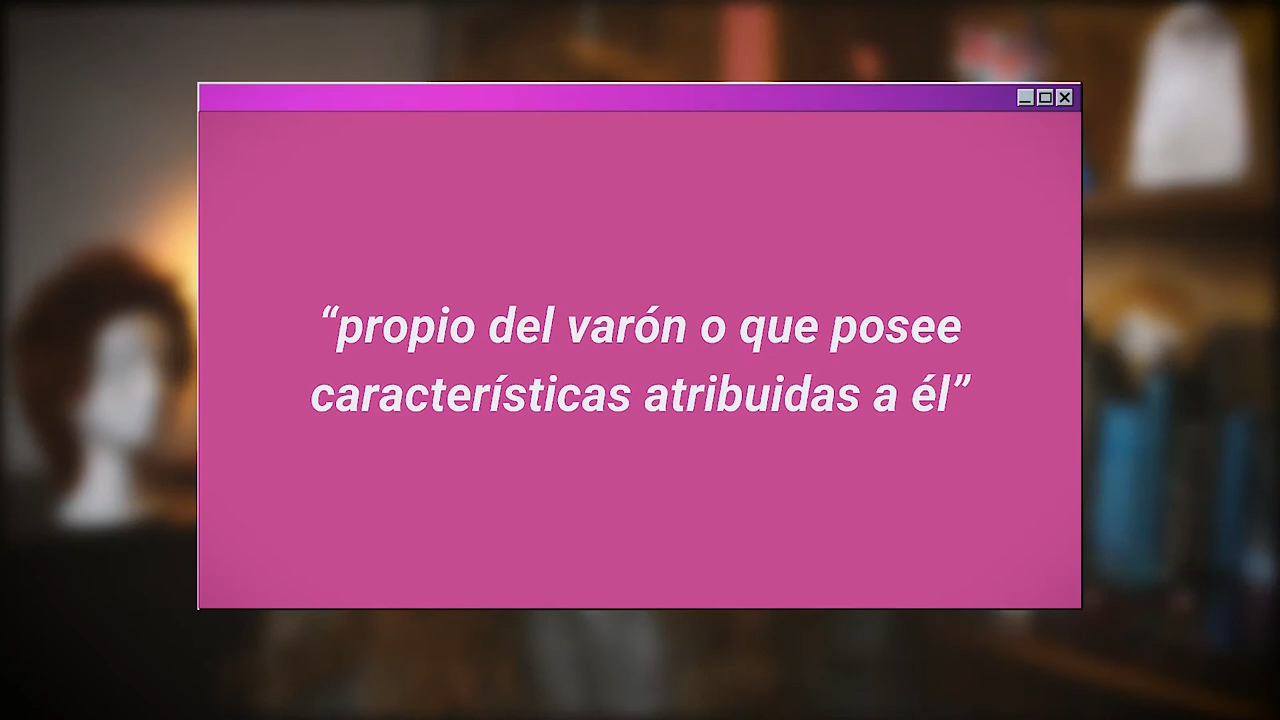 “propio del varón o que posee
características atribuidas a él”